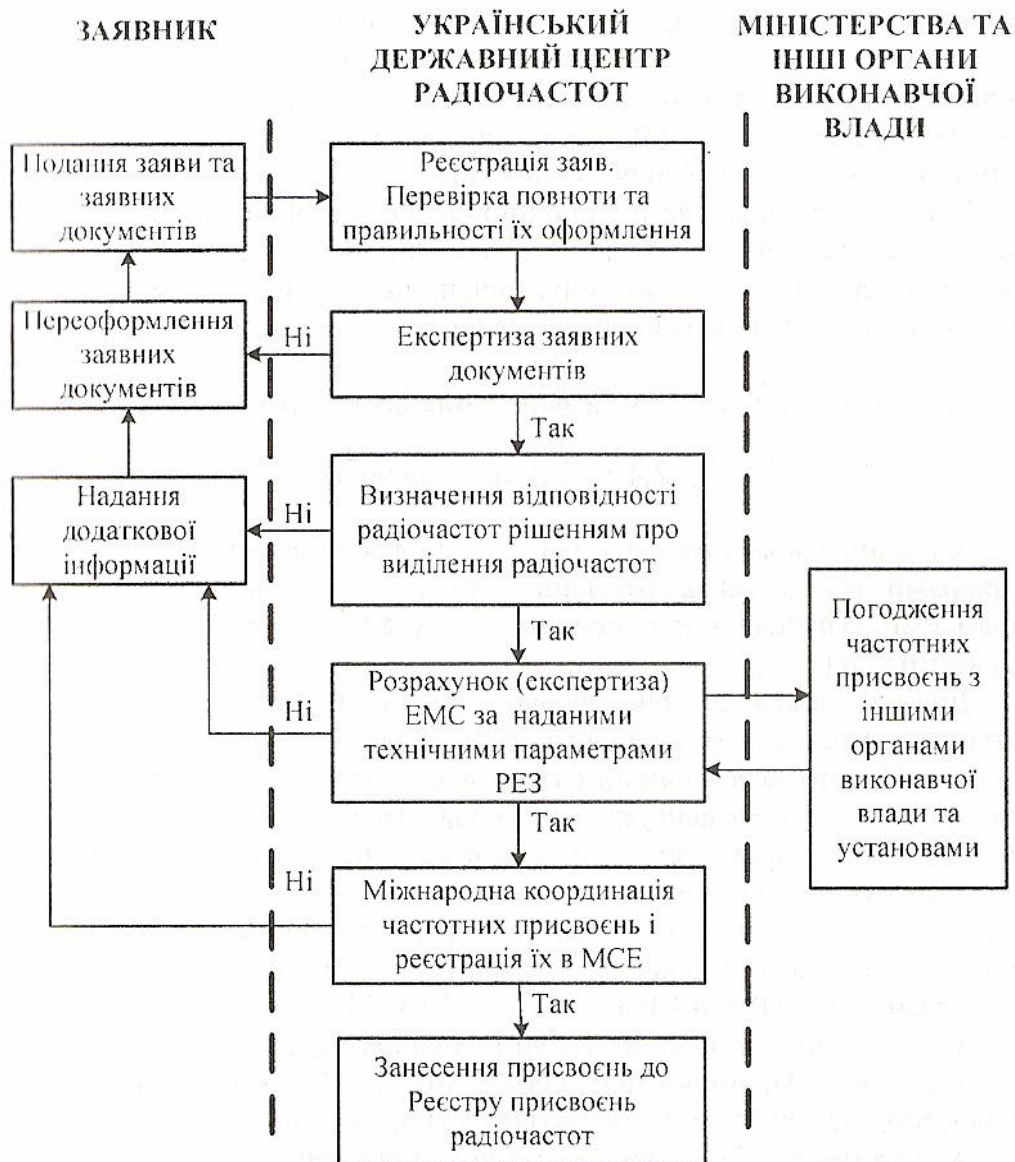 ЗАЯВНИК
УКРАЇНСЬКИЙ
ДЕРЖАВНИЙ ЦЕНТР
РАДІОЧАСТОТ
МІНІСТЕРСТВА ТА
ІНШІ ОРГАНИ
ВИКОНАВЧОЇ
ВЛАДИ
Подання заяви та
заявних
документів
Реєстрація заяв.
Перевірка повноти та
правильності їх оформлення
Переоформлення
заявних
документів
Ні
Експертиза заявних
документів
Так
Надання
додаткової
інформації
Ні
Визначення відповідності
радіочастот рішенням про
виділення радіочастот
Так
Ні
Розрахунок (експертиза)
ЕМС за наданими
технічними параметрами
РЕЗ
Погодження
частотних
присвоєнь з
іншими
органами
виконавчої
влади та
установами
Так
Ні
Міжнародна координація
частотних присвоєнь і
реєстрація їх в МСЕ
Так
Занесення присвоєнь до
Реєстру присвоєнь
радіочастот